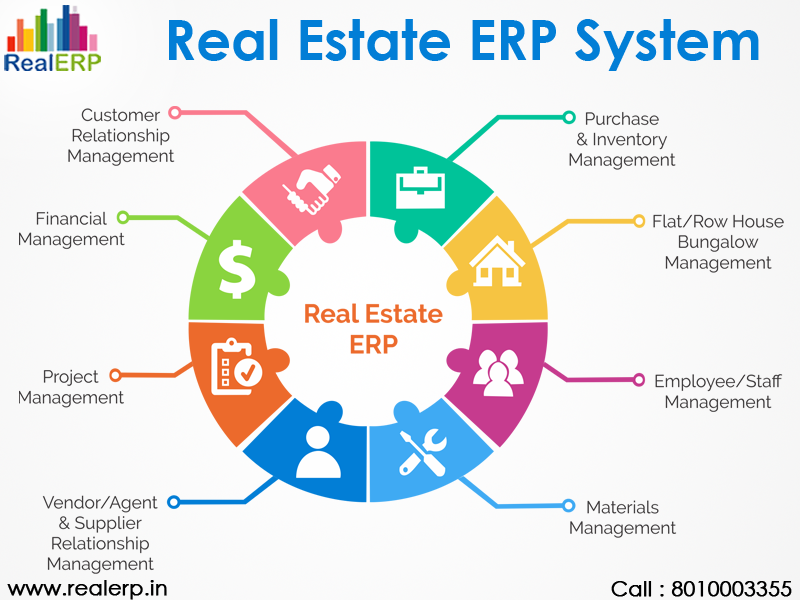 RealERP
Real Estate ERP System
Customer
Relationship
Management
Purchase
& Inventory
Management
Financial
Management
Flat/Row House
Bungalow
Management
Real Estate
ERP
Project
Management
Employee/Staff
Management
Vendor/Agent
& Supplier
Relationship
Management
Materials
Management
www.realerp.in
Call : 8010003355